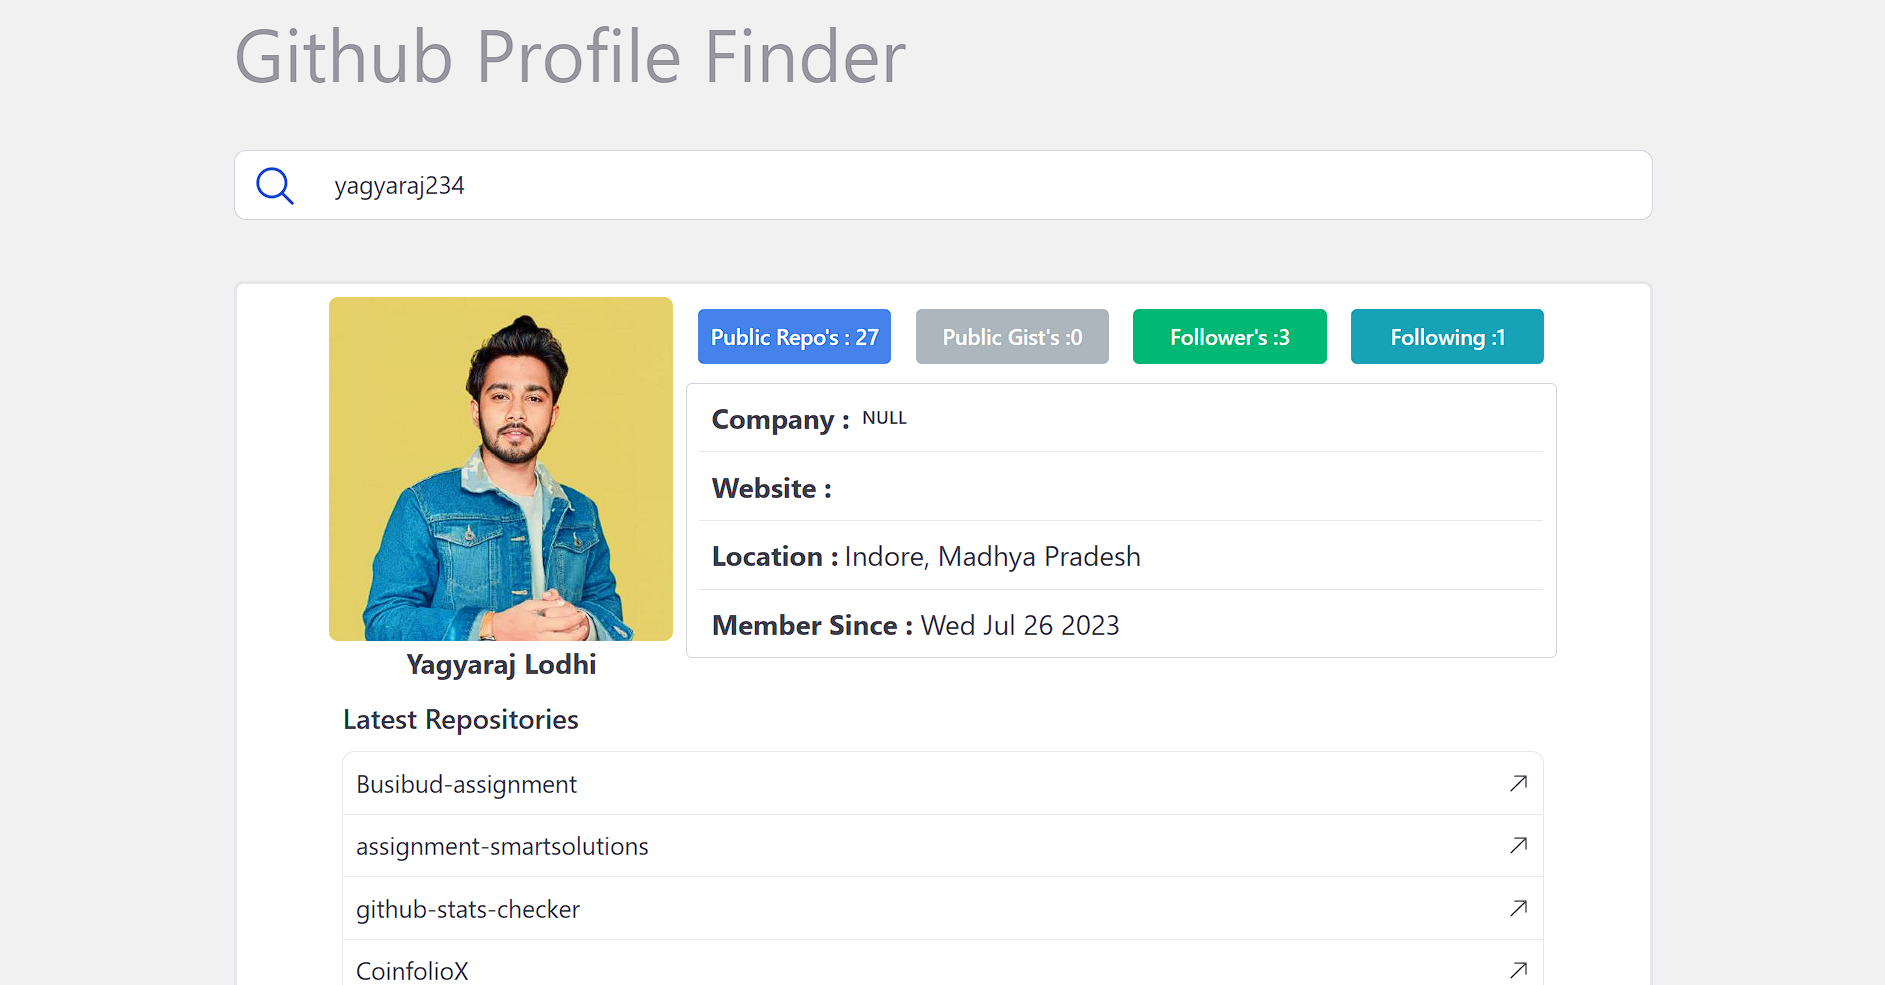 Github Profile Finder
yagyaraj234
Public Repo's : 27
Public Gist's :0
Follower's :3
Following :1
Company : NULL
Website :
Location : Indore, Madhya Pradesh
Member Since : Wed Jul 26 2023
Yagyaraj Lodhi
Latest Repositories
Busibud-assignment
assignment-smartsolutions
github-stats-checker
CoinfolioX